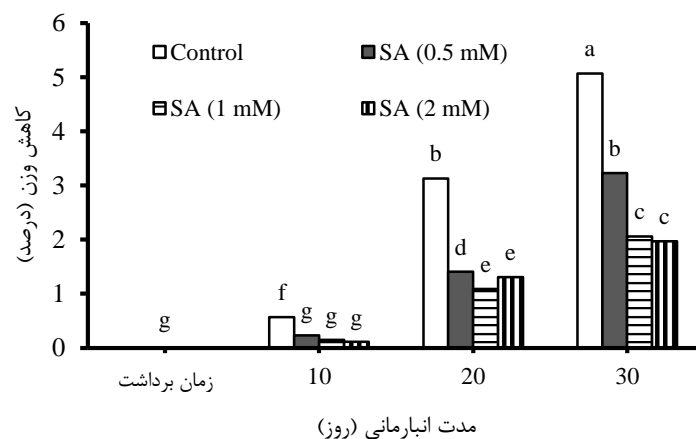 6
5
4
3
2
1
0
کاهش وزن (درصد)
Control
SA (0.5 mM)
SA (1 mM)
SA (2 mM)
g
f
g
g
g
b
d
e
e
a
b
c
c
زمان برداشت
10
20
30
مدت انبارمانی (روز)